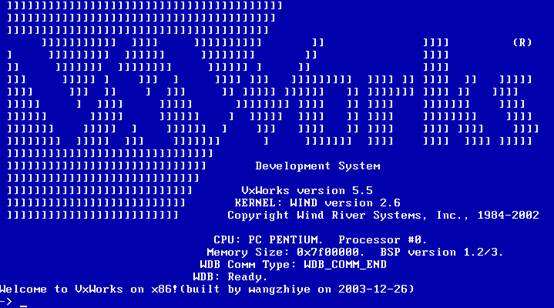 (R)
Development System
VxWorks version 5.5
KERNEL: WIND version 2.6
Copyright Wind River Systems, Inc., 1984-2002
CPU: PC PENTIUM. Processor #0.
Memory Size: 0x7f00000. BSP version 1.2/3.
WDB Comm Type: WDB_COMM_END
WDB: Ready.
Welcome to VxWorks on x86!(built by wangzhiye on 2003-12-26)
-> _